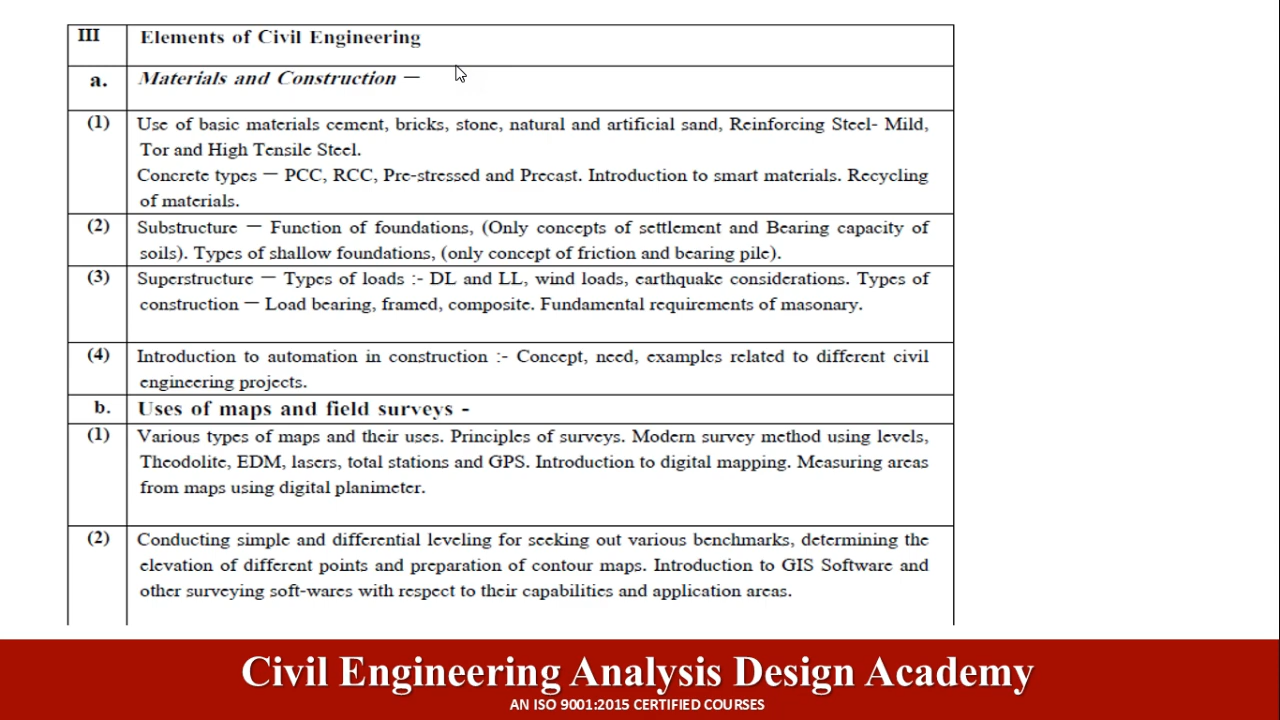 III Elements of Civil Engineering
a. Materials and Construction —
(1) Use of basic materials cement, bricks, stone, natural and artificial sand, Reinforcing Steel- Mild,
Tor and High Tensile Steel.
Concrete types — PCC, RCC, Pre-stressed and Precast. Introduction to smart materials. Recycling
of materials.
(2) Substructure — Function of foundations, (Only concepts of settlement and Bearing capacity of
soils). Types of shallow foundations, (only concept of friction and bearing pile).
(3) Superstructure — Types of loads :- DL and LL, wind loads, earthquake considerations. Types of
construction — Load bearing, framed, composite. Fundamental requirements of masonary.
(4) Introduction to automation in construction :- Concept, need, examples related to different civil
engineering projects.
b. Uses of maps and field surveys -
(1) Various types of maps and their uses. Principles of surveys. Modern survey method using levels,
Theodolite, EDM, lasers, total stations and GPS. Introduction to digital mapping. Measuring areas
from maps using digital planimeter.
(2) Conducting simple and differential leveling for seeking out various benchmarks, determining the
elevation of different points and preparation of contour maps. Introduction to GIS Software and
other surveying soft-wares with respect to their capabilities and application areas.
Civil Engineering Analysis Design Academy
AN ISO 9001:2015 CERTIFIED COURSES